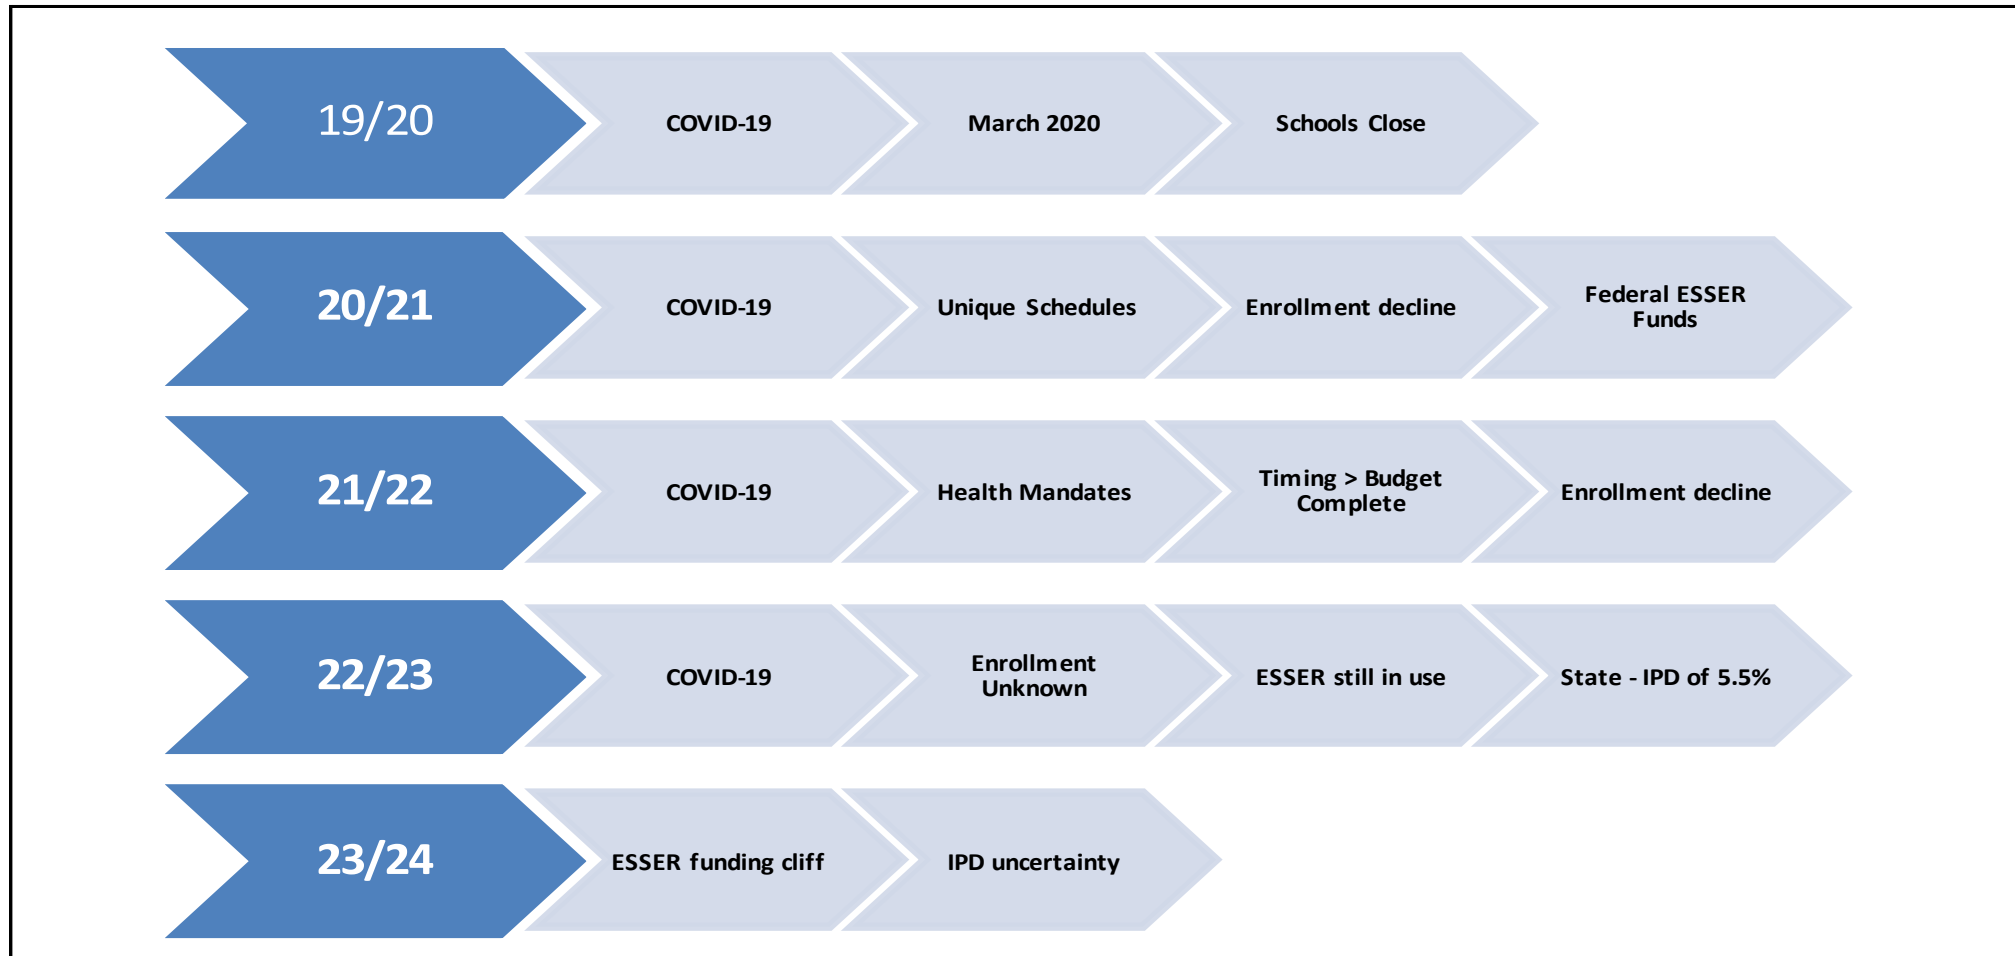 19/20
COVID-19
March 2020
Schools Close
20/21
COVID-19
Unique Schedules
Enrollment decline
Federal ESSER
Funds
21/22
COVID-19
Health Mandates
Timing > Budget
Complete
Enrollment decline
22/23
COVID-19
Enrollment
Unknown
ESSER still in use
State - IPD of 5.5%
23/24
ESSER funding cliff
IPD uncertainty